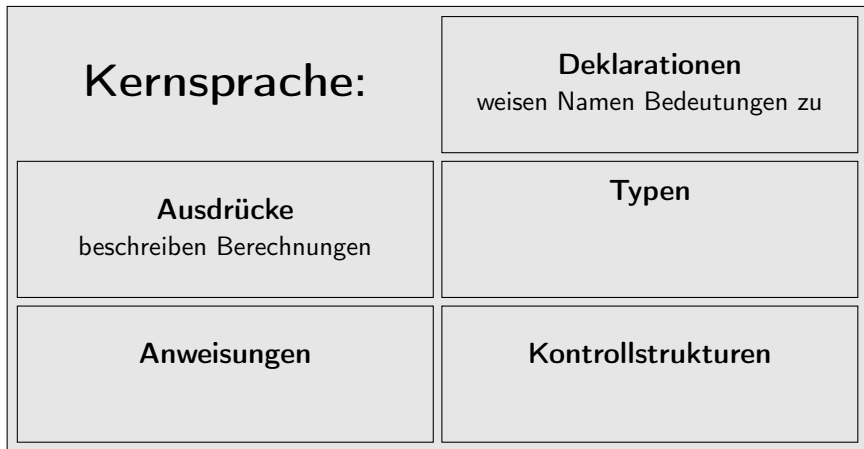 Kernsprache:
Deklarationen
weisen Namen Bedeutungen zu
Ausdrücke
beschreiben Berechnungen
Typen
Anweisungen
Kontrollstrukturen